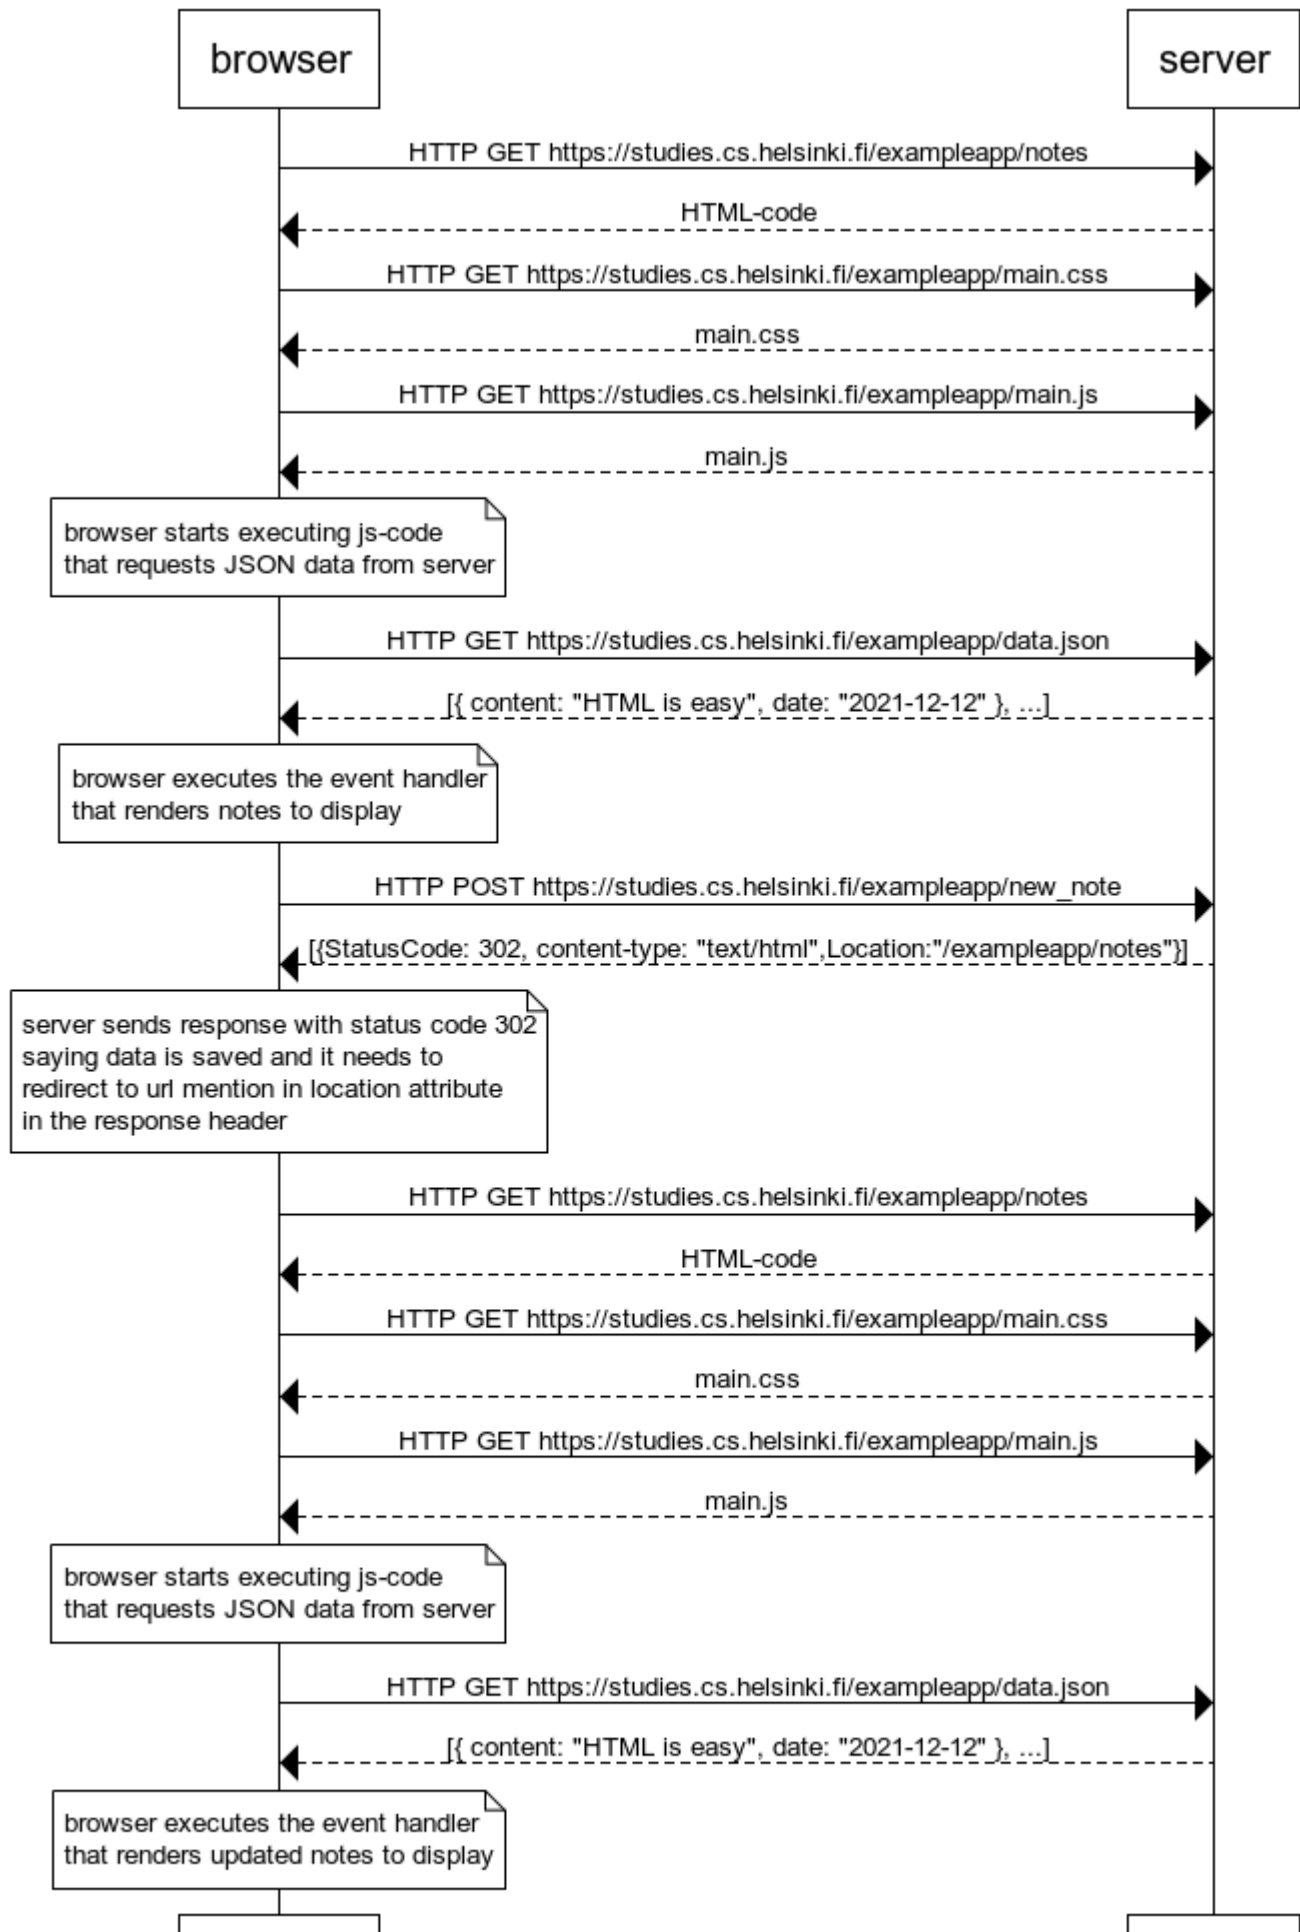 browser
server
HTTP GET https://studies.cs.helsinki.fi/exampleapp/notes
HTML-code
HTTP GET https://studies.cs.helsinki.fi/exampleapp/main.css
main.css
HTTP GET https://studies.cs.helsinki.fi/exampleapp/main.js
main.js
browser starts executing js-code
that requests JSON data from server
HTTP GET https://studies.cs.helsinki.fi/exampleapp/data.json
[{ content: "HTML is easy", date: "2021-12-12" }, ...]
browser executes the event handler
that renders notes to display
HTTP POST https://studies.cs.helsinki.fi/exampleapp/new_note
[{StatusCode: 302, content-type: "text/html",Location:"/exampleapp/notes"}]
server sends response with status code 302
saying data is saved and it needs to
redirect to url mention in location attribute
in the response header
HTTP GET https://studies.cs.helsinki.fi/exampleapp/notes
HTML-code
HTTP GET https://studies.cs.helsinki.fi/exampleapp/main.css
main.css
HTTP GET https://studies.cs.helsinki.fi/exampleapp/main.js
main.js
browser starts executing js-code
that requests JSON data from server
HTTP GET https://studies.cs.helsinki.fi/exampleapp/data.json
[{ content: "HTML is easy", date: "2021-12-12" }, ...]
browser executes the event handler
that renders updated notes to display